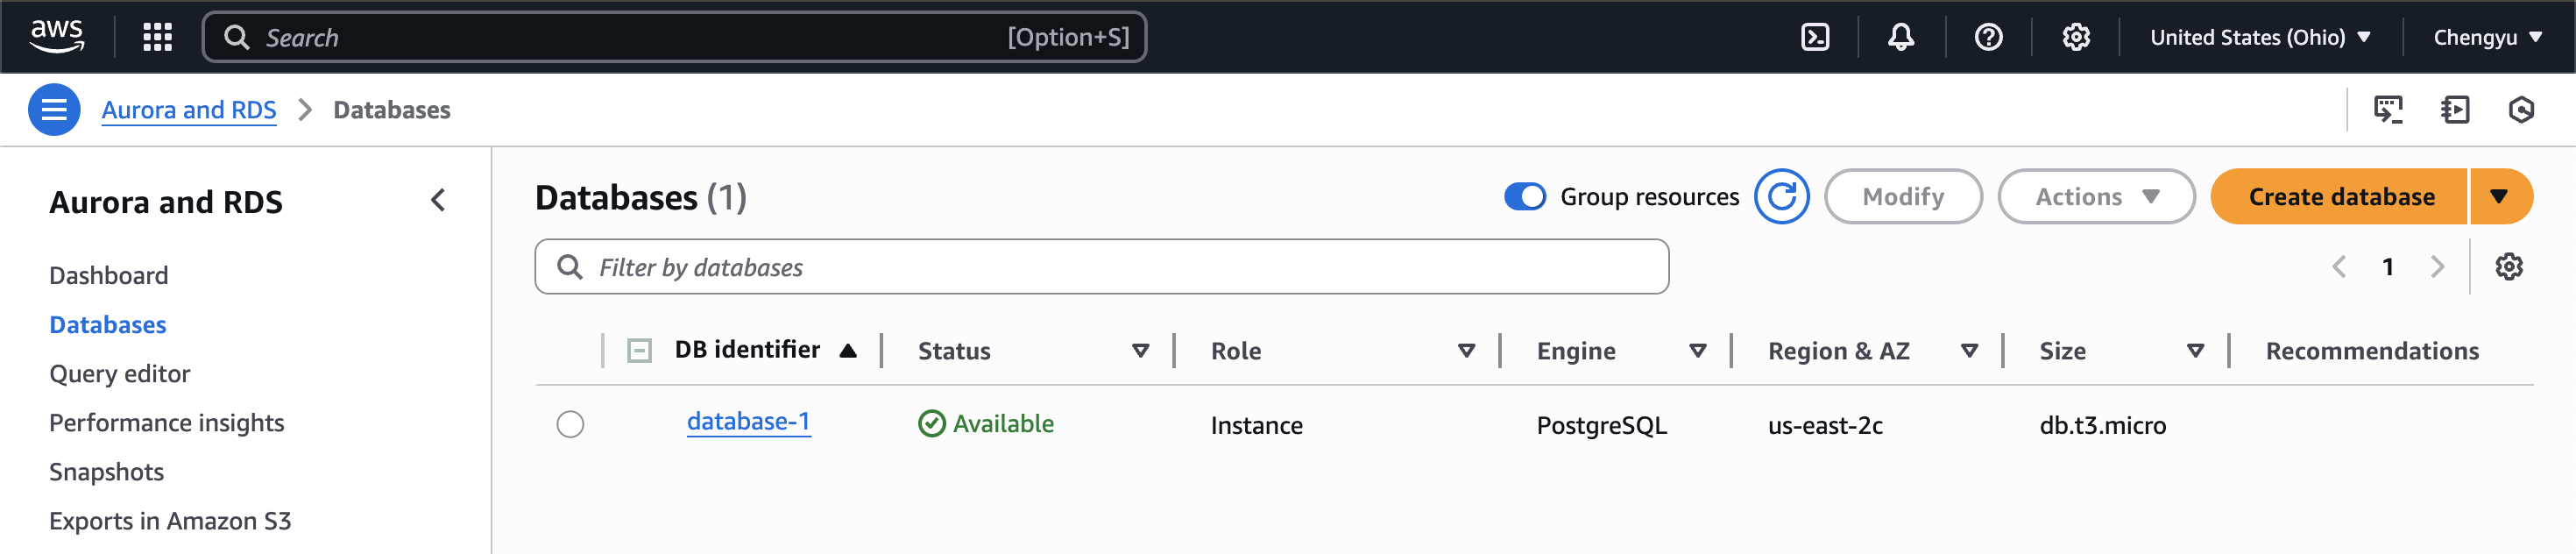 aws
Search [Option+S] United States (Ohio) Chengyu
Aurora and RDS Databases
Aurora and RDS
Dashboard
Databases
Query editor
Performance insights
Snapshots
Exports in Amazon S3
Databases (1) Group resources Modify Actions Create database
Filter by databases 1
DB identifier Status Role Engine Region & AZ Size Recommendations
database-1 Available Instance PostgreSQL us-east-2c db.t3.micro